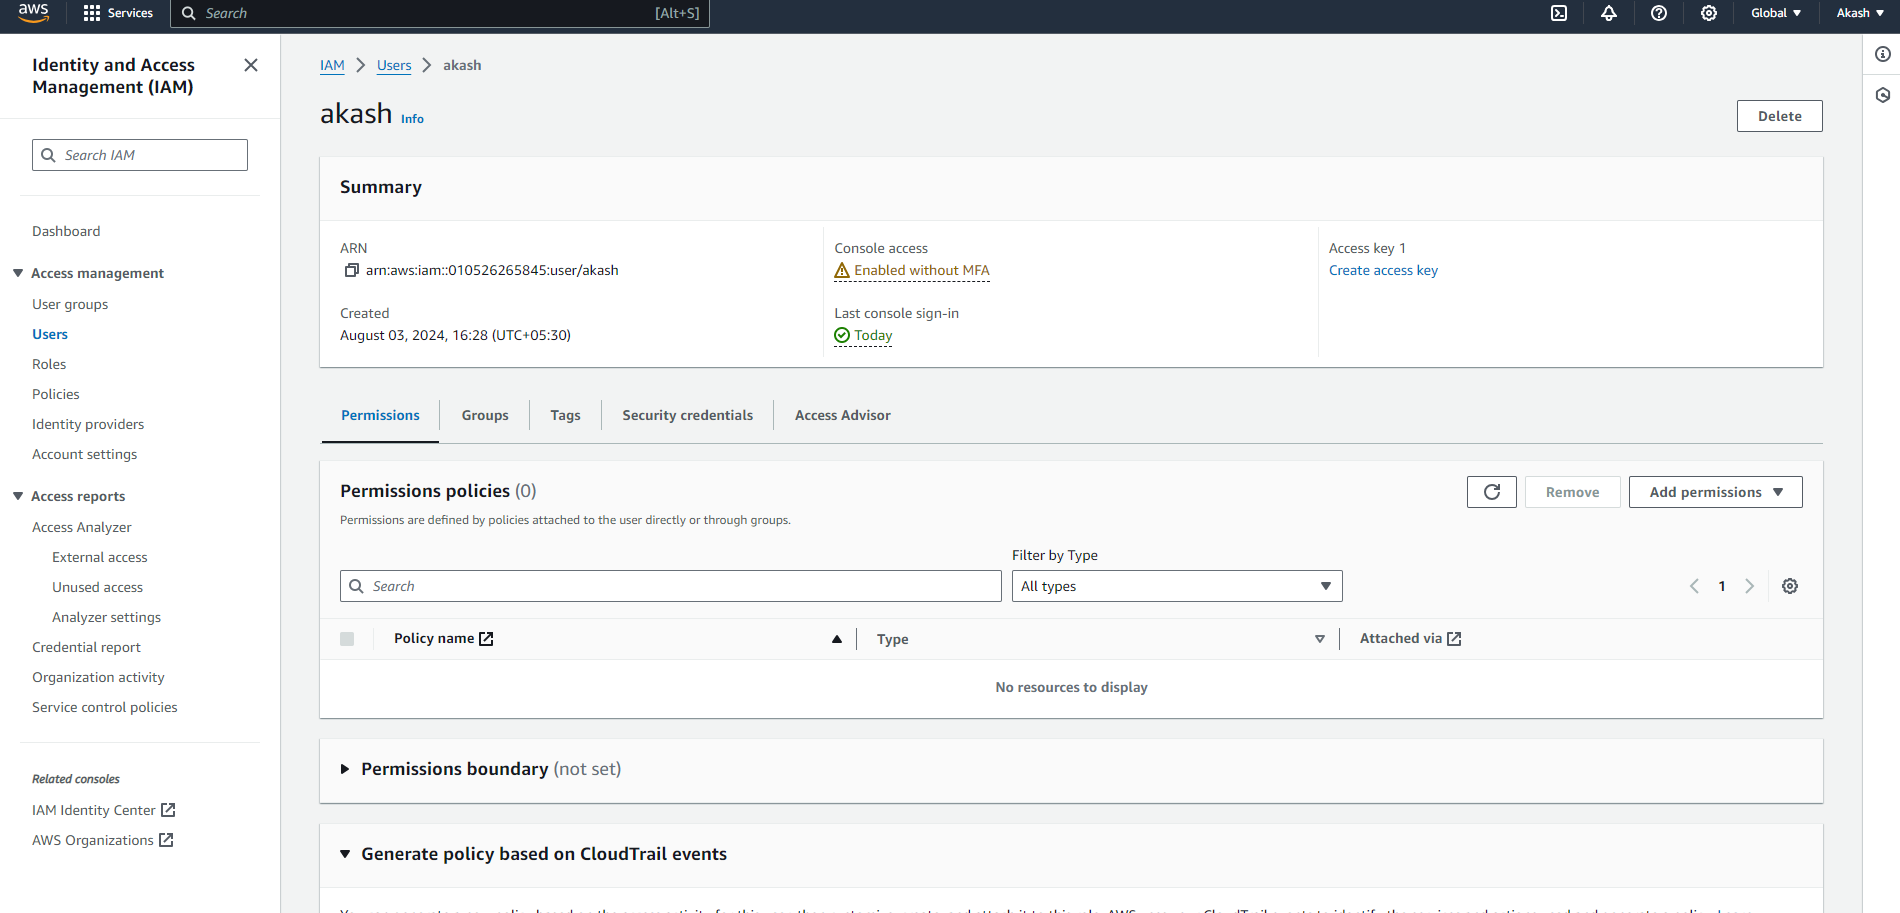 aws
Services
Search
[Alt+S]
Global
Akash
Identity and Access
Management (IAM)
Search IAM
Dashboard
Access management
User groups
Users
Roles
Policies
Identity providers
Account settings
Access reports
Access Analyzer
External access
Unused access
Analyzer settings
Credential report
Organization activity
Service control policies
Related consoles
IAM Identity Center
AWS Organizations
IAM > Users > akash
akash Info
Delete
Summary
ARN
arn:aws:iam::010526265845:user/akash
Created
August 03, 2024, 16:28 (UTC+05:30)
Console access
Enabled without MFA
Last console sign-in
Today
Access key 1
Create access key
Permissions
Groups
Tags
Security credentials
Access Advisor
Permissions policies (0)
Permissions are defined by policies attached to the user directly or through groups.
Remove
Add permissions
Search
Filter by Type
All types
1
Policy name
Type
Attached via
No resources to display
Permissions boundary (not set)
Generate policy based on CloudTrail events